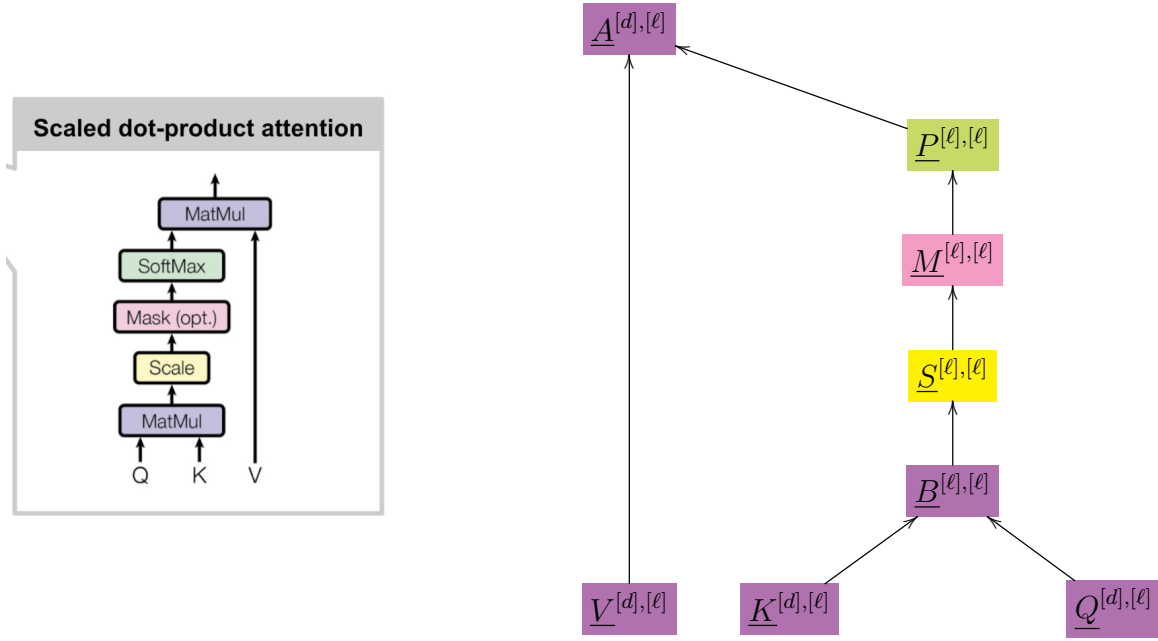 Scaled dot-product attention
MatMul
SoftMax
Mask (opt.)
Scale
MatMul
Q K V
A^{[d],[ℓ]}
P^{[ℓ],[ℓ]}
M^{[ℓ],[ℓ]}
S^{[ℓ],[ℓ]}
B^{[ℓ],[ℓ]}
V^{[d],[ℓ]} K^{[d],[ℓ]} Q^{[d],[ℓ]}